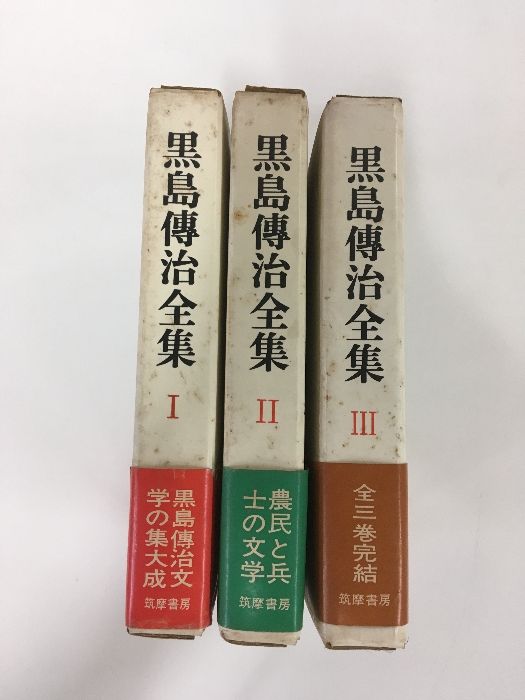 黒島傳治全集
I
黒島傳治文
学の集大成
筑摩書房
黒島傳治全集
II
農民と兵
士の文学
筑摩書房
黒島傳治全集
III
全三巻完結
筑摩書房